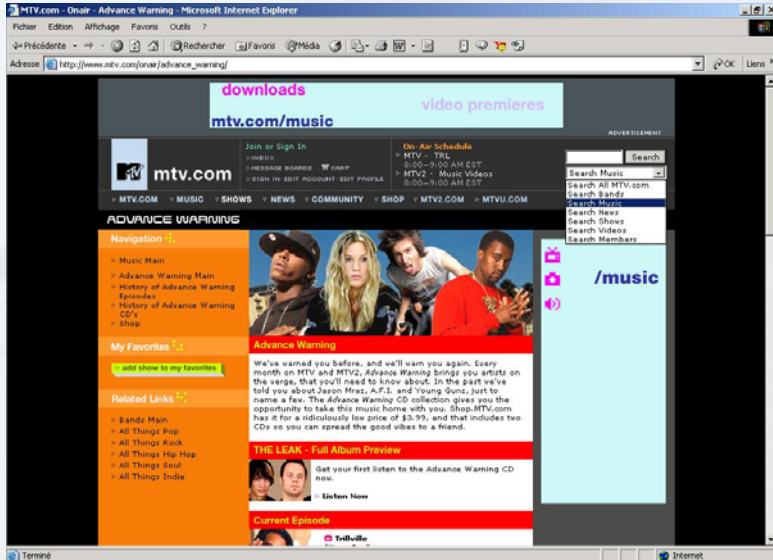 MTV.com - Onair - Advance Warning - Microsoft Internet Explorer
Fichier Edition Affichage Favoris Outils ?
Précédente Rechercher Favoris Média
Adresse http://www.mtv.com/onair/advance_warning/ OK Liens
downloads
video premieres
mtv.com/music
ADVERTISEMENT
mtv.com
Join or Sign In
INBOX
MESSAGE BOARDS CART
SIGN IN EDIT ACCOUNT EDIT PROFILE
On-Air Schedule
MTV - TRL
8:00-9:00 AM EST
MTV2 - Music Videos
8:00-9:00 AM EST
Search
Search Music
Search All MTV.com
Search Bands
Search Music
Search News
Search Shows
Search Videos
Search Members
MTV.COM MUSIC SHOWS NEWS COMMUNITY SHOP MTV2.COM MTVU.COM
ADVANCE WARNING
Navigation
Music Main
Advance Warning Main
History of Advance Warning
Episodes
History of Advance Warning
CD's
Shop
My Favorites
add show to my favorites
Related Links
Bands Main
All Things Pop
All Things Rock
All Things Hip Hop
All Things Soul
All Things Indie
Advance Warning
We've warned you before, and we'll warn you again. Every
month on MTV and MTV2, Advance Warning brings you artists on
the verge, that you'll need to know about. In the past we've
told you about Jason Mraz, A.F.I. and Young Gunz, just to
name a few. The Advance Warning CD collection gives you the
opportunity to take this music home with you. Shop.MTV.com
has it for a ridiculously low price of $3.99, and that includes two
CDs so you can spread the good vibes to a friend.
THE LEAK - Full Album Preview
Get your first listen to the Advance Warning CD
now.
Listen Now
Current Episode
Trillville
/music
Terminé
Internet